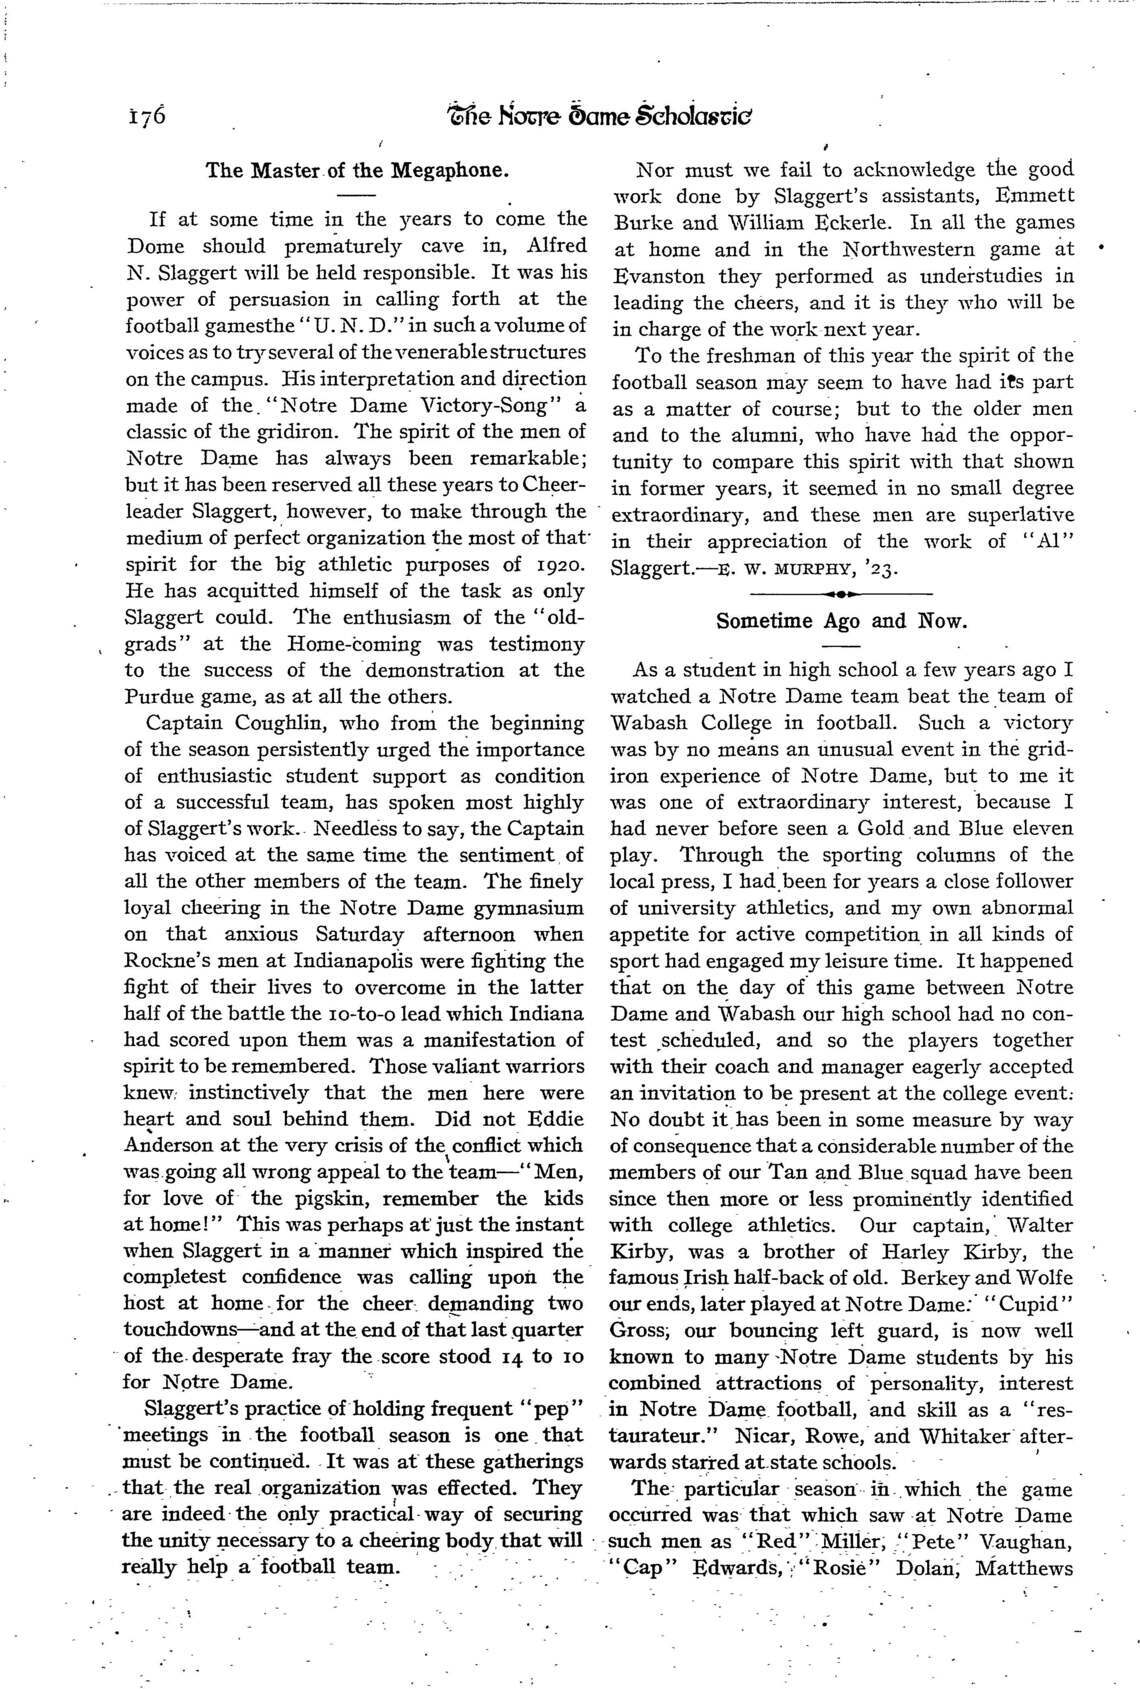 176
The Notre Dame Scholastic
The Master of the Megaphone.
If at some time in the years to come the
Dome should prematurely cave in, Alfred
N. Slaggert will be held responsible. It was his
power of persuasion in calling forth at the
football gamesthe "U. N. D." in such a volume of
voices as to try several of the venerable structures
on the campus. His interpretation and direction
made of the "Notre Dame Victory-Song" a
classic of the gridiron. The spirit of the men of
Notre Dame has always been remarkable;
but it has been reserved all these years to Cheer-
leader Slaggert, however, to make through the
medium of perfect organization the most of that
spirit for the big athletic purposes of 1920.
He has acquitted himself of the task as only
Slaggert could. The enthusiasm of the "old-
grads" at the Home-coming was testimony
to the success of the demonstration at the
Purdue game, as at all the others.
Captain Coughlin, who from the beginning
of the season persistently urged the importance
of enthusiastic student support as condition
of a successful team, has spoken most highly
of Slaggert's work. Needless to say, the Captain
has voiced at the same time the sentiment of
all the other members of the team. The finely
loyal cheering in the Notre Dame gymnasium
on that anxious Saturday afternoon when
Rockne's men at Indianapolis were fighting the
fight of their lives to overcome in the latter
half of the battle the 10-to-0 lead which Indiana
had scored upon them was a manifestation of
spirit to be remembered. Those valiant warriors
knew instinctively that the men here were
heart and soul behind them. Did not Eddie
Anderson at the very crisis of the conflict which
was going all wrong appeal to the team—"Men,
for love of the pigskin, remember the kids
at home!" This was perhaps at just the instant
when Slaggert in a manner which inspired the
completest confidence was calling upon the
host at home for the cheer demanding two
touchdowns—and at the end of that last quarter
of the desperate fray the score stood 14 to 10
for Notre Dame.
Slaggert's practice of holding frequent "pep"
meetings in the football season is one that
must be continued. It was at these gatherings
that the real organization was effected. They
are indeed the only practical way of securing
the unity necessary to a cheering body that will
really help a football team.
Nor must we fail to acknowledge the good
work done by Slaggert's assistants, Emmett
Burke and William Eckerle. In all the games
at home and in the Northwestern game at
Evanston they performed as understudies in
leading the cheers, and it is they who will be
in charge of the work next year.
To the freshman of this year the spirit of the
football season may seem to have had its part
as a matter of course; but to the older men
and to the alumni, who have had the oppor-
tunity to compare this spirit with that shown
in former years, it seemed in no small degree
extraordinary, and these men are superlative
in their appreciation of the work of "Al"
Slaggert.—E. W. MURPHY, '23.
Sometime Ago and Now.
As a student in high school a few years ago I
watched a Notre Dame team beat the team of
Wabash College in football. Such a victory
was by no means an unusual event in the grid-
iron experience of Notre Dame, but to me it
was one of extraordinary interest, because I
had never before seen a Gold and Blue eleven
play. Through the sporting columns of the
local press, I had been for years a close follower
of university athletics, and my own abnormal
appetite for active competition in all kinds of
sport had engaged my leisure time. It happened
that on the day of this game between Notre
Dame and Wabash our high school had no con-
test scheduled, and so the players together
with their coach and manager eagerly accepted
an invitation to be present at the college event.
No doubt it has been in some measure by way
of consequence that a considerable number of the
members of our Tan and Blue squad have been
since then more or less prominently identified
with college athletics. Our captain, Walter
Kirby, was a brother of Harley Kirby, the
famous Irish half-back of old. Berkey and Wolfe
our ends, later played at Notre Dame: "Cupid"
Gross, our bouncing left guard, is now well
known to many Notre Dame students by his
combined attractions of personality, interest
in Notre Dame football, and skill as a "res-
taurateur." Nicar, Rowe, and Whitaker after-
wards starred at state schools.
The particular season in which the game
occurred was that which saw at Notre Dame
such men as "Red" Miller, "Pete" Vaughan,
"Cap" Edwards, "Rosie" Dolan, Matthews